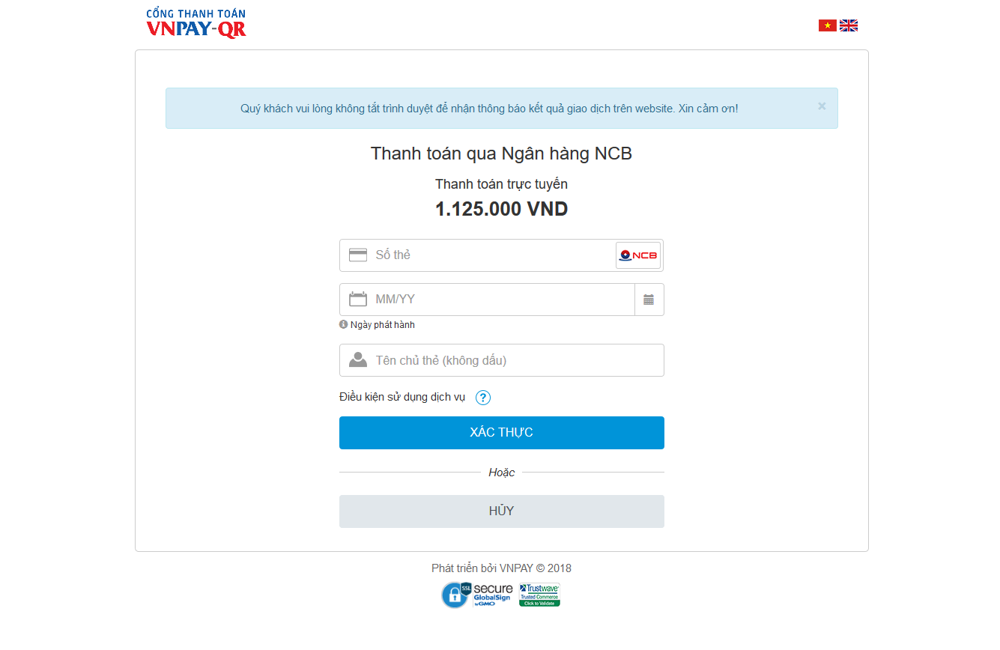 CỔNG THANH TOÁN
VNPAY-QR
Quý khách vui lòng không tắt trình duyệt để nhận thông báo kết quả giao dịch trên website. Xin cảm ơn!
×
Thanh toán qua Ngân hàng NCB
Thanh toán trực tuyến
1.125.000 VND
Số thẻ
NCB
MM/YY
Ngày phát hành
Tên chủ thẻ (không dấu)
Điều kiện sử dụng dịch vụ ?
XÁC THỰC
Hoặc
HỦY
Phát triển bởi VNPAY © 2018
SSL
secure
GlobalSign
by GMO
Trustwave
Trusted Commerce
Click to Validate